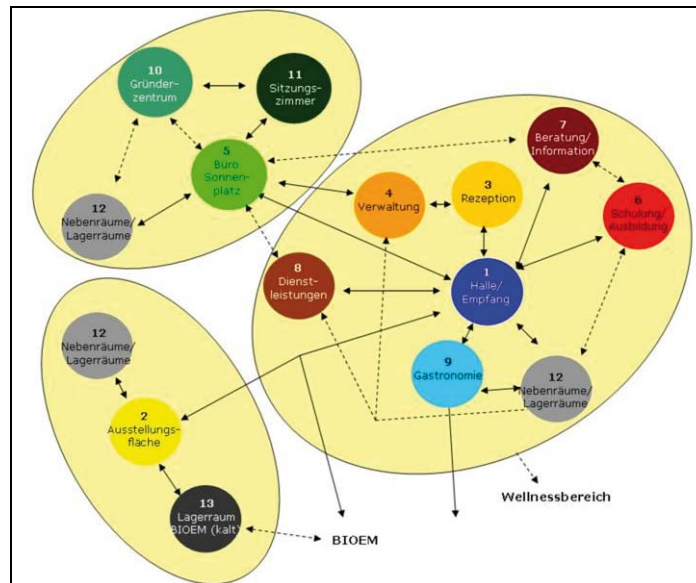 10
Gründer-
zentrum
11
Sitzungs-
zimmer
5
Büro
Sonnen-
platz
12
Nebenräume/
Lagerräume
7
Beratung/
Information
3
Rezeption
4
Verwaltung
6
Schulung/
Ausbildung
1
Halle/
Empfang
8
Dienst-
leistungen
9
Gastronomie
12
Nebenräume/
Lagerräume
12
Nebenräume/
Lagerräume
2
Ausstellungs-
fläche
13
Lagerraum
BIOEM (kalt)
Wellnessbereich
BIOEM